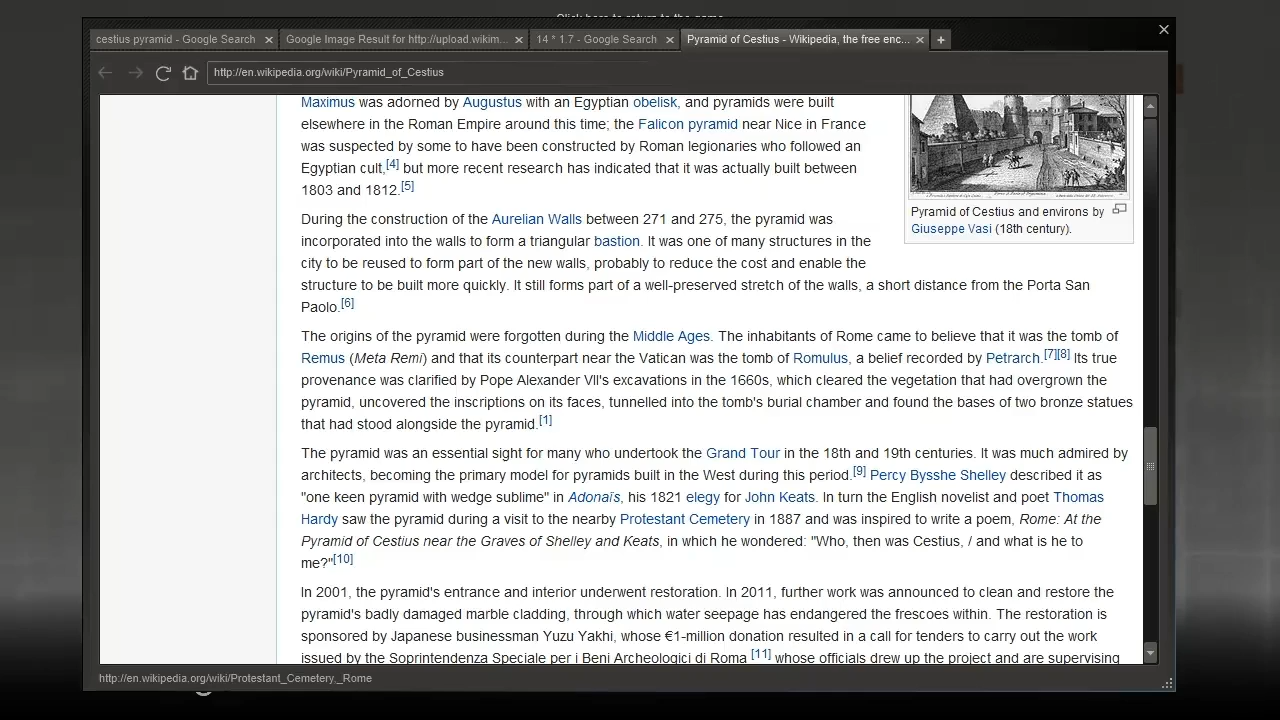 Click here to return to the game
cestius pyramid - Google Search
Google Image Result for http://upload.wikim...
14 * 1.7 - Google Search
Pyramid of Cestius - Wikipedia, the free enc...
http://en.wikipedia.org/wiki/Pyramid_of_Cestius
Maximus was adorned by Augustus with an Egyptian obelisk, and pyramids were built
elsewhere in the Roman Empire around this time; the Falicon pyramid near Nice in France
was suspected by some to have been constructed by Roman legionaries who followed an
Egyptian cult,[4] but more recent research has indicated that it was actually built between
1803 and 1812.[5]
Pyramid of Cestius and environs by
Giuseppe Vasi (18th century).
During the construction of the Aurelian Walls between 271 and 275, the pyramid was
incorporated into the walls to form a triangular bastion. It was one of many structures in the
city to be reused to form part of the new walls, probably to reduce the cost and enable the
structure to be built more quickly. It still forms part of a well-preserved stretch of the walls, a short distance from the Porta San
Paolo.[6]
The origins of the pyramid were forgotten during the Middle Ages. The inhabitants of Rome came to believe that it was the tomb of
Remus (Meta Remi) and that its counterpart near the Vatican was the tomb of Romulus, a belief recorded by Petrarch.[7][8] Its true
provenance was clarified by Pope Alexander VII's excavations in the 1660s, which cleared the vegetation that had overgrown the
pyramid, uncovered the inscriptions on its faces, tunnelled into the tomb's burial chamber and found the bases of two bronze statues
that had stood alongside the pyramid.[1]
The pyramid was an essential sight for many who undertook the Grand Tour in the 18th and 19th centuries. It was much admired by
architects, becoming the primary model for pyramids built in the West during this period.[9] Percy Bysshe Shelley described it as
"one keen pyramid with wedge sublime" in Adonaïs, his 1821 elegy for John Keats. In turn the English novelist and poet Thomas
Hardy saw the pyramid during a visit to the nearby Protestant Cemetery in 1887 and was inspired to write a poem, Rome: At the
Pyramid of Cestius near the Graves of Shelley and Keats, in which he wondered: "Who, then was Cestius, / and what is he to
me?"[10]
In 2001, the pyramid's entrance and interior underwent restoration. In 2011, further work was announced to clean and restore the
pyramid's badly damaged marble cladding, through which water seepage has endangered the frescoes within. The restoration is
sponsored by Japanese businessman Yuzu Yakhi, whose €1-million donation resulted in a call for tenders to carry out the work
issued by the Soprintendenza Speciale per i Beni Archeologici di Roma [11] whose officials drew up the project and are supervising
http://en.wikipedia.org/wiki/Protestant_Cemetery,_Rome